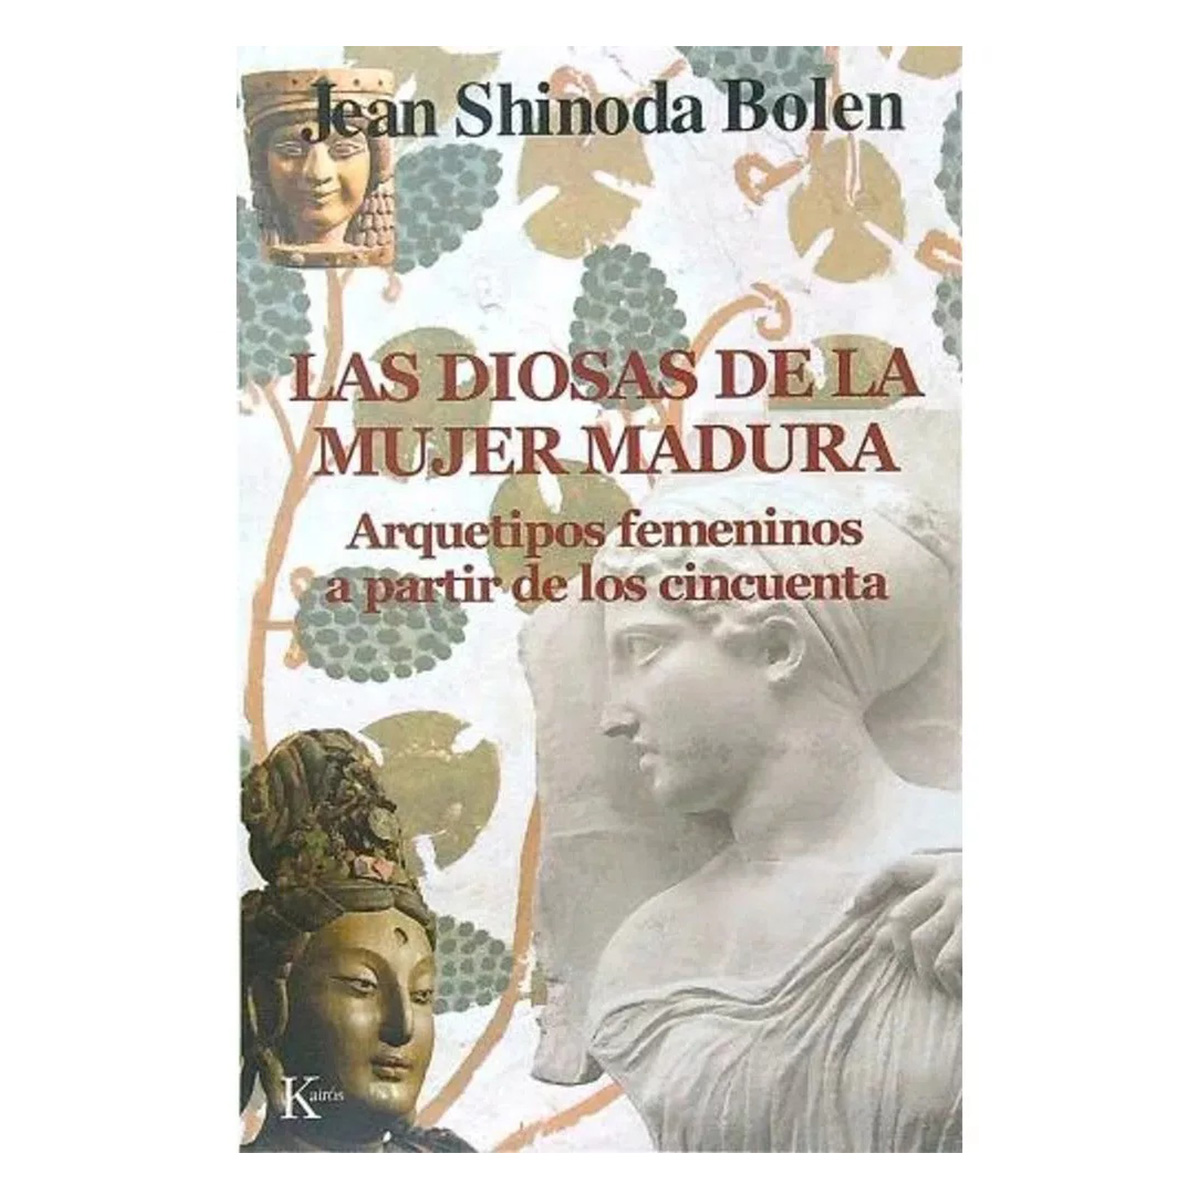 Jean Shinoda Bolen
LAS DIOSAS DE LA
MUJER MADURA
Arquetipos femeninos
a partir de los cincuenta
Kairós